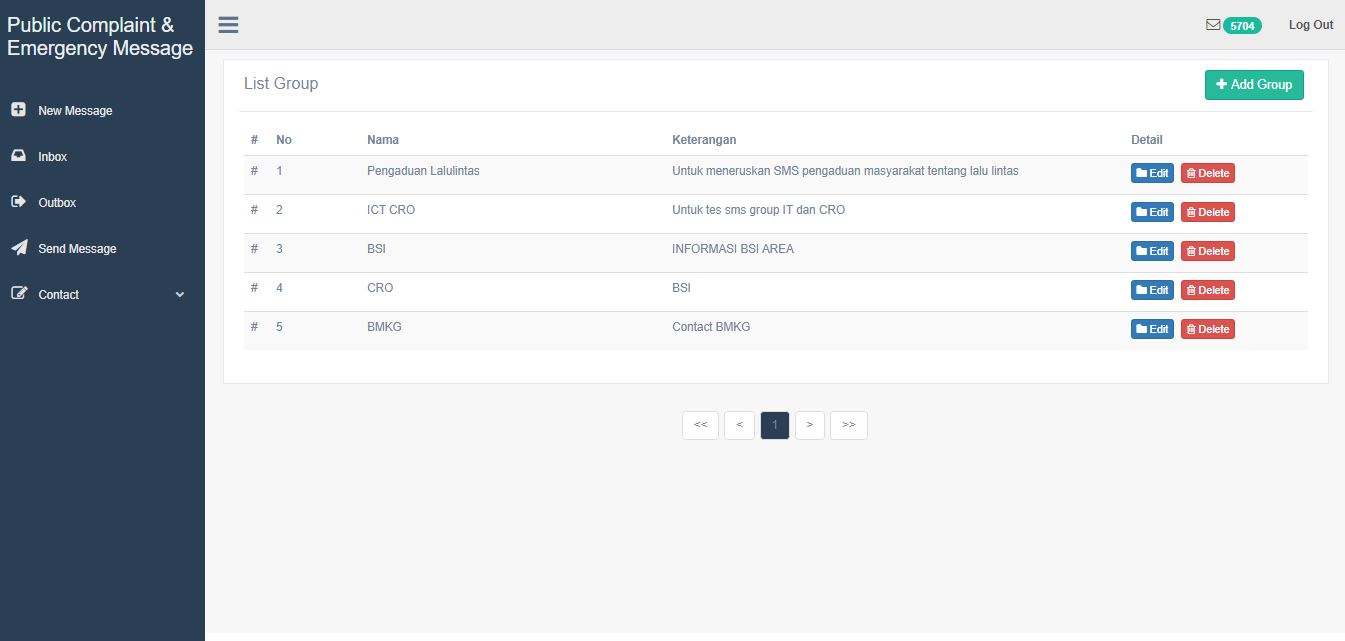 Public Complaint &
Emergency Message
5704 Log Out
New Message
Inbox
Outbox
Send Message
Contact
List Group
Add Group
# No Nama Keterangan Detail
# 1 Pengaduan Lalulintas Untuk meneruskan SMS pengaduan masyarakat tentang lalu lintas Edit Delete
# 2 ICT CRO Untuk tes sms group IT dan CRO Edit Delete
# 3 BSI INFORMASI BSI AREA Edit Delete
# 4 CRO BSI Edit Delete
# 5 BMKG Contact BMKG Edit Delete
<< < 1 > >>